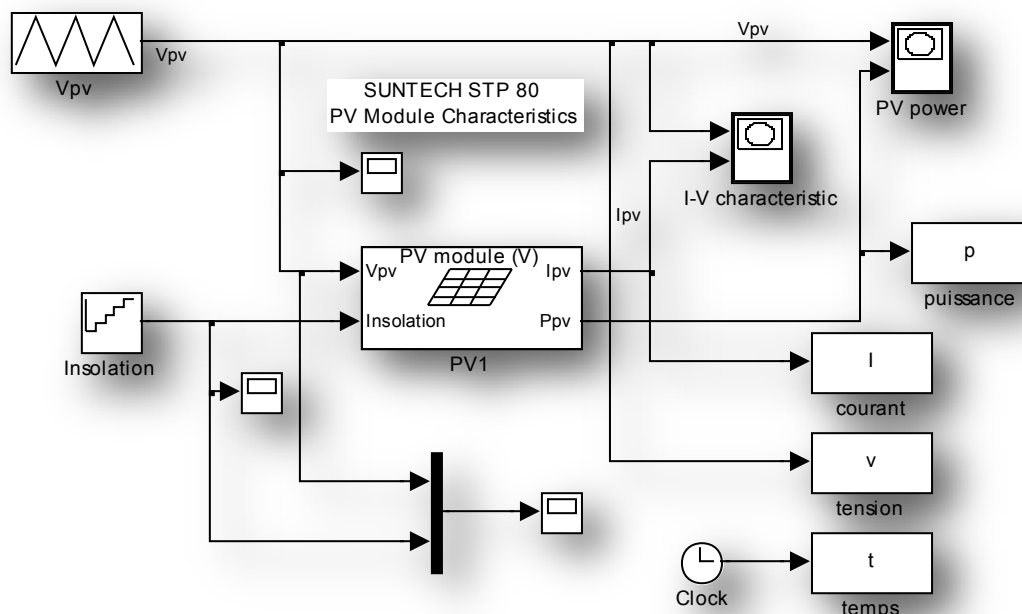 Vpv
Vpv
Vpv
PV power
SUNTECH STP 80
PV Module Characteristics
I-V characteristic
Ipv
PV module (V)
Vpv
Ipv
Insolation
Ppv
PV1
p
puissance
Insolation
I
courant
v
tension
t
temps
Clock